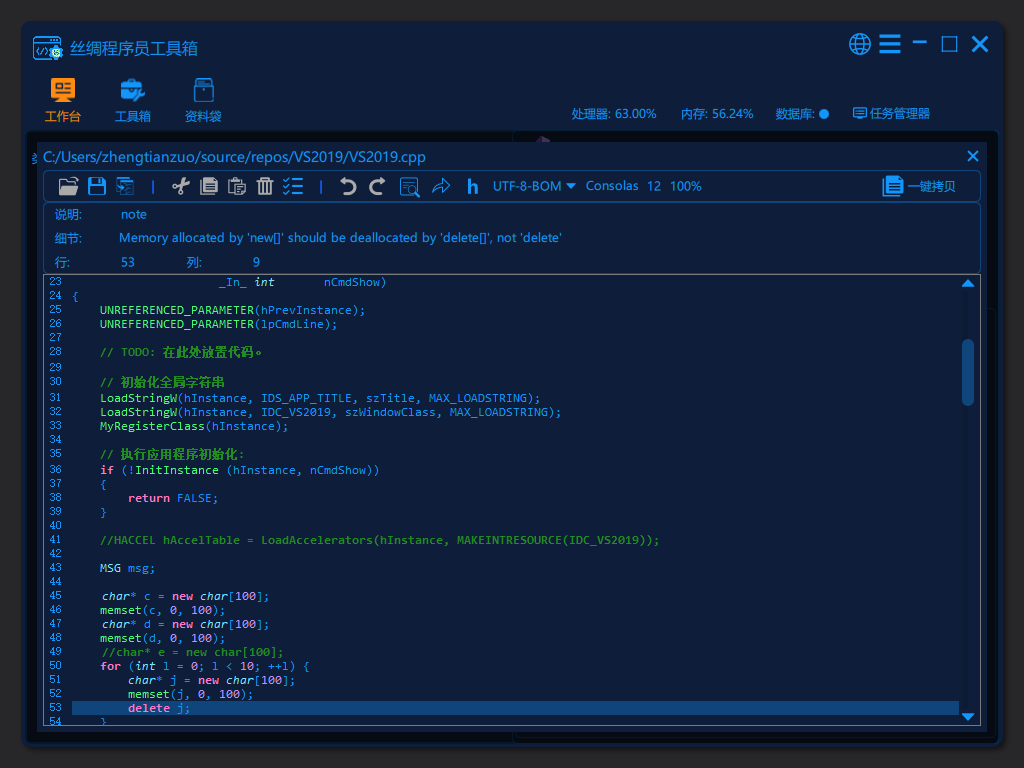 丝绸程序员工具箱
工作台 工具箱 资料袋
处理器: 63.00% 内存: 56.24% 数据库: 任务管理器
C:/Users/zhengtianzuo/source/repos/VS2019/VS2019.cpp
h UTF-8-BOM Consolas 12 100% 一键拷贝
说明: note
细节: Memory allocated by 'new[]' should be deallocated by 'delete[]', not 'delete'
行: 53 列: 9
23 _In_ int nCmdShow)
24 {
25 UNREFERENCED_PARAMETER(hPrevInstance);
26 UNREFERENCED_PARAMETER(lpCmdLine);
27
28 // TODO: 在此处放置代码。
29
30 // 初始化全局字符串
31 LoadStringW(hInstance, IDS_APP_TITLE, szTitle, MAX_LOADSTRING);
32 LoadStringW(hInstance, IDC_VS2019, szWindowClass, MAX_LOADSTRING);
33 MyRegisterClass(hInstance);
34
35 // 执行应用程序初始化:
36 if (!InitInstance (hInstance, nCmdShow))
37 {
38 return FALSE;
39 }
40
41 //HACCEL hAccelTable = LoadAccelerators(hInstance, MAKEINTRESOURCE(IDC_VS2019));
42
43 MSG msg;
44
45 char* c = new char[100];
46 memset(c, 0, 100);
47 char* d = new char[100];
48 memset(d, 0, 100);
49 //char* e = new char[100];
50 for (int l = 0; l < 10; ++l) {
51 char* j = new char[100];
52 memset(j, 0, 100);
53 delete j;
54 }